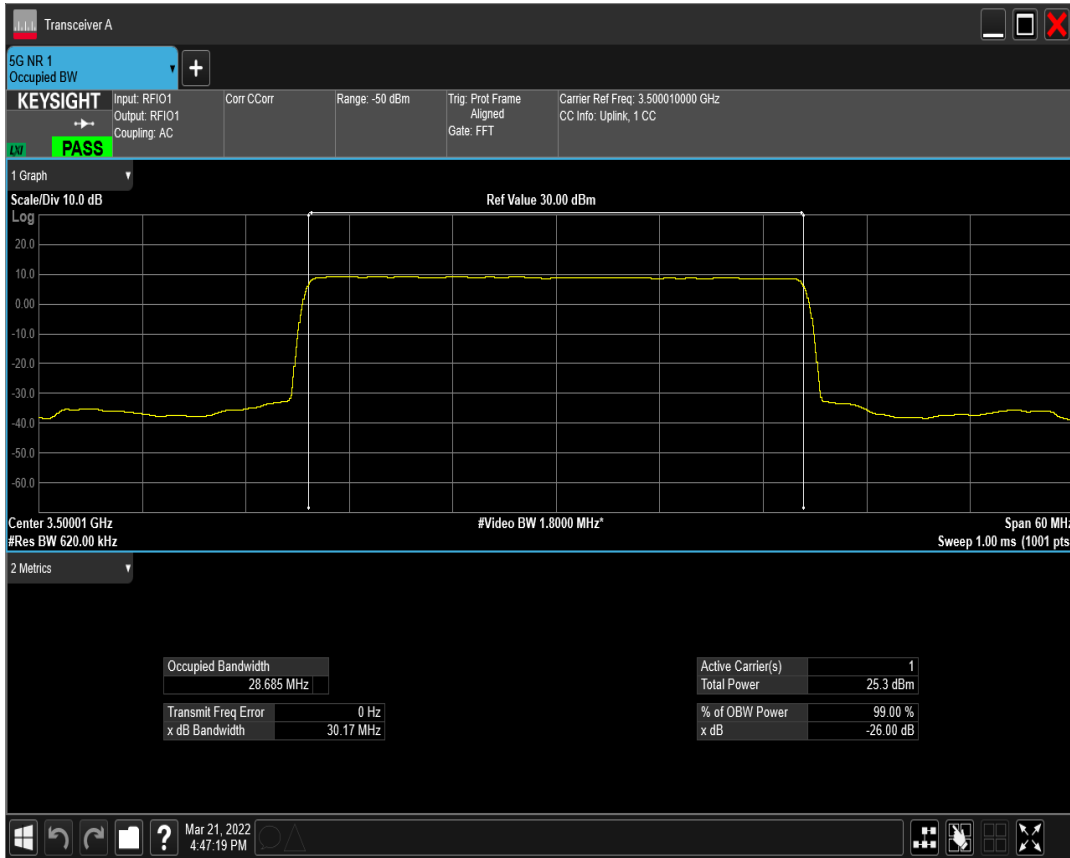 Transceiver A
5G NR 1
Occupied BW
KEYSIGHT
LXI
PASS
Input: RFIO1
Output: RFIO1
Coupling: AC
Corr CCorr
Range: -50 dBm
Trig: Prot Frame
Aligned
Gate: FFT
Carrier Ref Freq: 3.500010000 GHz
CC Info: Uplink, 1 CC
1 Graph
Scale/Div 10.0 dB
Ref Value 30.00 dBm
Log
20.0
10.0
0.00
-10.0
-20.0
-30.0
-40.0
-50.0
-60.0
Center 3.50001 GHz
#Video BW 1.8000 MHz*
Span 60 MHz
#Res BW 620.00 kHz
Sweep 1.00 ms (1001 pts
2 Metrics
Occupied Bandwidth
28.685 MHz
Transmit Freq Error 0 Hz
x dB Bandwidth 30.17 MHz
Active Carrier(s) 1
Total Power 25.3 dBm
% of OBW Power 99.00 %
x dB -26.00 dB
?
Mar 21, 2022
4:47:19 PM